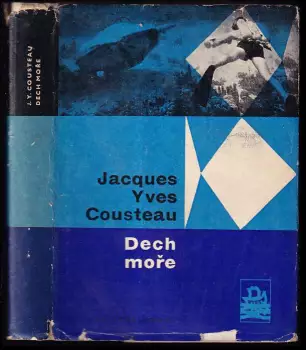 J. Y. COUSTEAU
DECH MOŘE
Jacques
Yves
Cousteau
Dech
moře